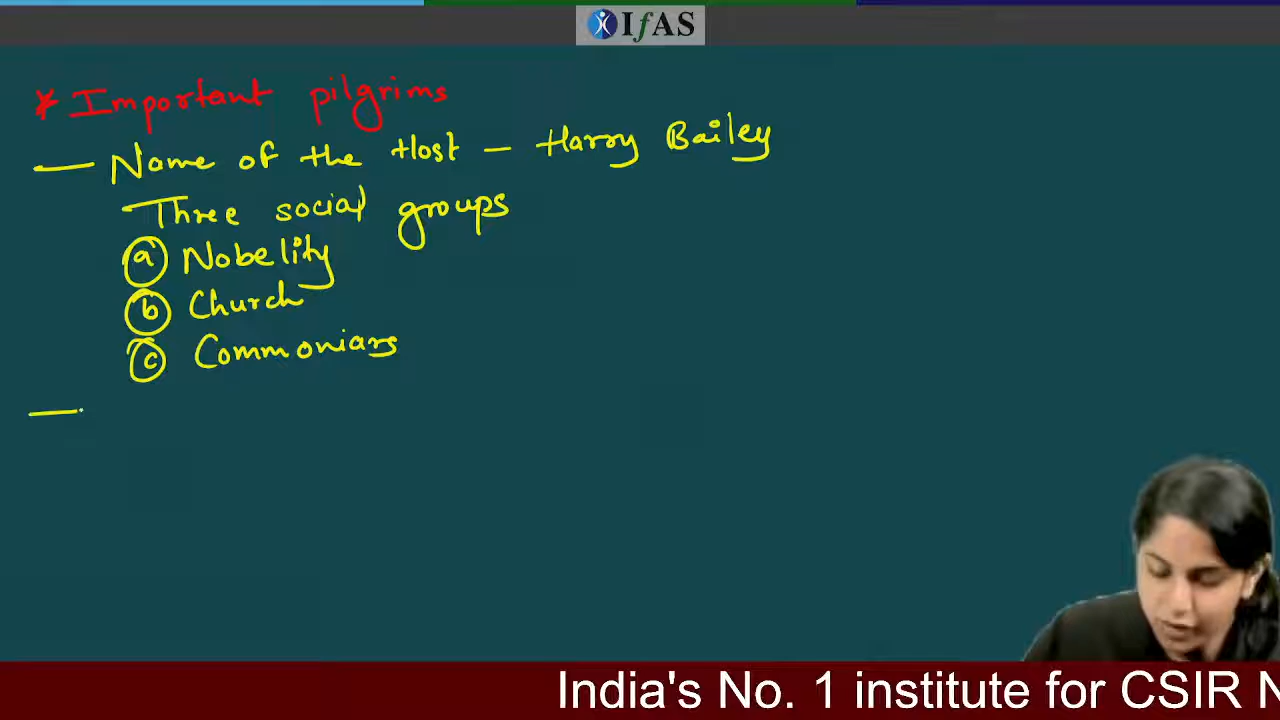 IfAS
* Important pilgrims
— Name of the Host – Harry Bailey
Three social groups
(a) Nobelity
(b) Church
(c) Commoniars
—
India's No. 1 institute for CSIR N